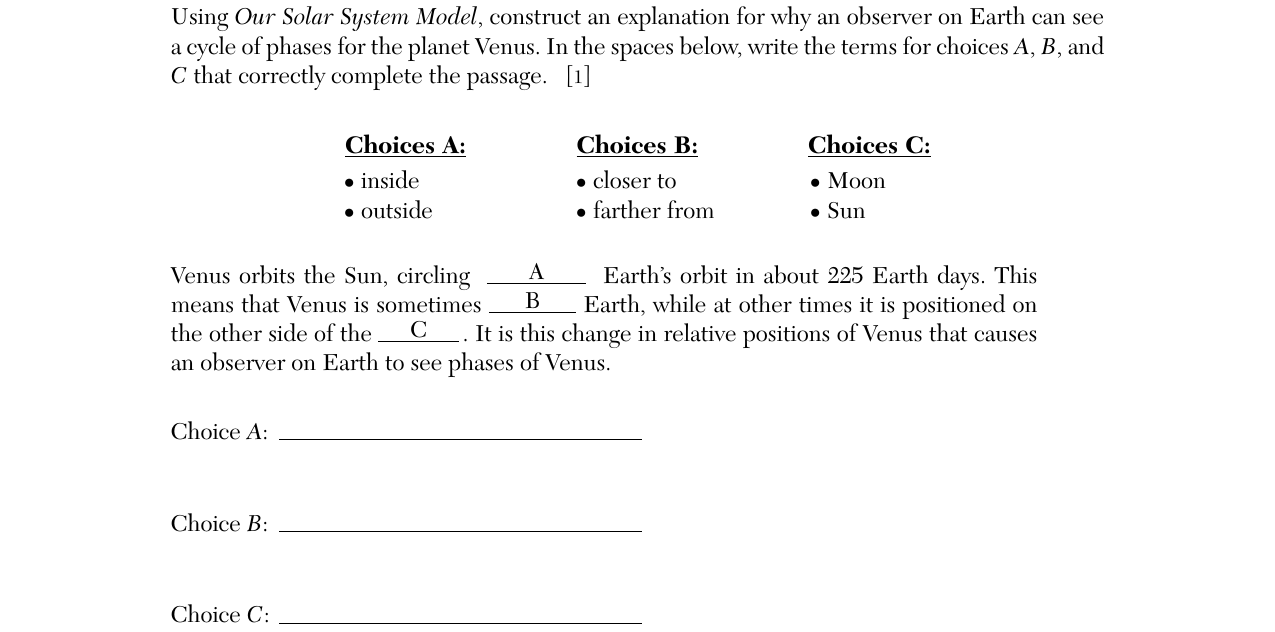 Using Our Solar System Model, construct an explanation for why an observer on Earth can see
a cycle of phases for the planet Venus. In the spaces below, write the terms for choices A, B, and
C that correctly complete the passage. [1]
Choices A: Choices B: Choices C:
• inside • closer to • Moon
• outside • farther from • Sun
Venus orbits the Sun, circling A Earth's orbit in about 225 Earth days. This
means that Venus is sometimes B Earth, while at other times it is positioned on
the other side of the C . It is this change in relative positions of Venus that causes
an observer on Earth to see phases of Venus.
Choice A:
Choice B:
Choice C: